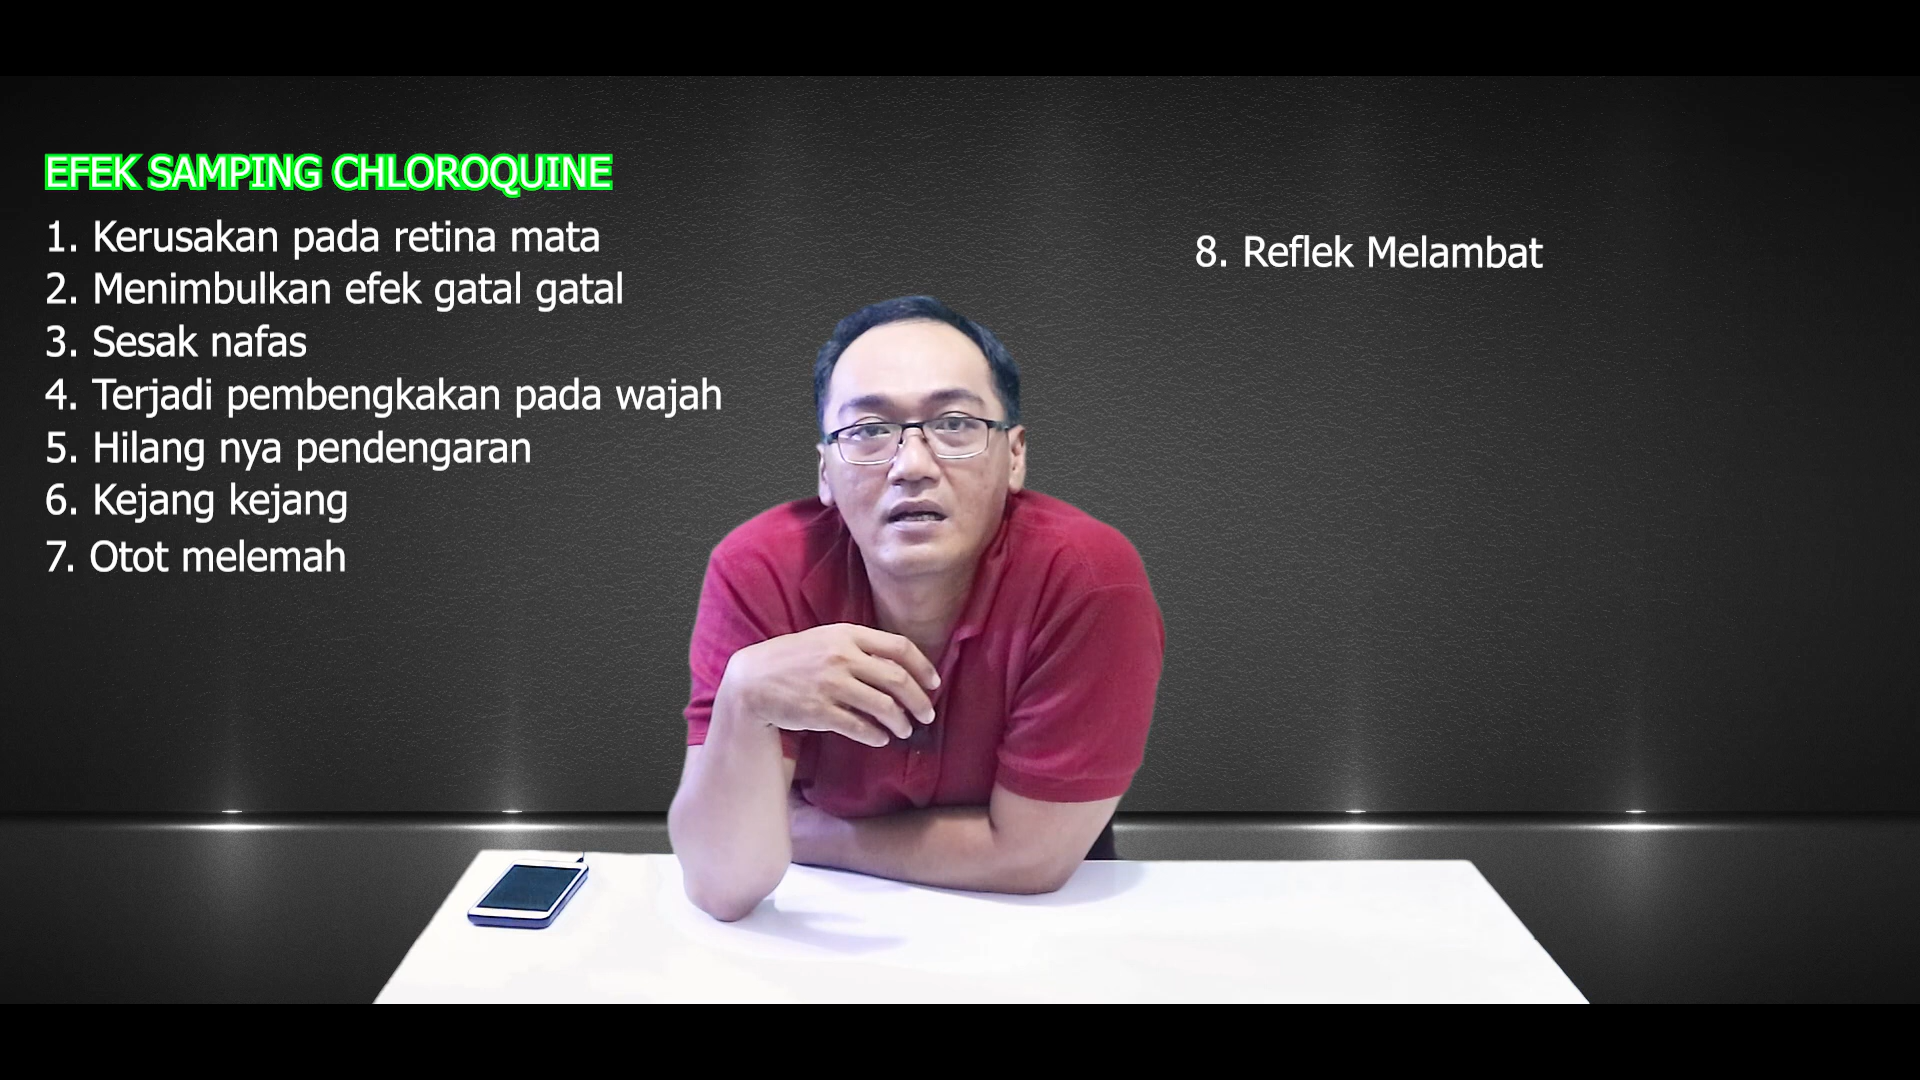 EFEK SAMPING CHLOROQUINE
1. Kerusakan pada retina mata
2. Menimbulkan efek gatal gatal
3. Sesak nafas
4. Terjadi pembengkakan pada wajah
5. Hilang nya pendengaran
6. Kejang kejang
7. Otot melemah
8. Reflek Melambat